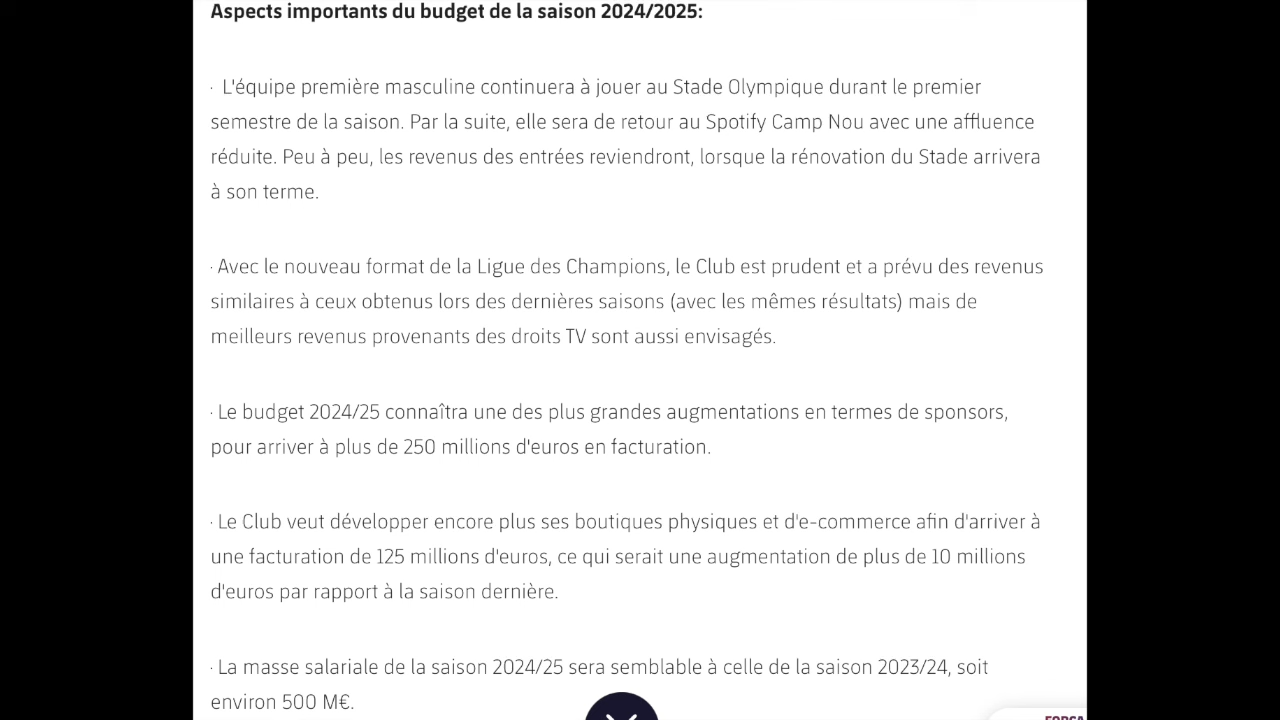 Aspects importants du budget de la saison 2024/2025:
· L'équipe première masculine continuera à jouer au Stade Olympique durant le premier
semestre de la saison. Par la suite, elle sera de retour au Spotify Camp Nou avec une affluence
réduite. Peu à peu, les revenus des entrées reviendront, lorsque la rénovation du Stade arrivera
à son terme.
· Avec le nouveau format de la Ligue des Champions, le Club est prudent et a prévu des revenus
similaires à ceux obtenus lors des dernières saisons (avec les mêmes résultats) mais de
meilleurs revenus provenants des droits TV sont aussi envisagés.
· Le budget 2024/25 connaîtra une des plus grandes augmentations en termes de sponsors,
pour arriver à plus de 250 millions d'euros en facturation.
· Le Club veut développer encore plus ses boutiques physiques et d'e-commerce afin d'arriver à
une facturation de 125 millions d'euros, ce qui serait une augmentation de plus de 10 millions
d'euros par rapport à la saison dernière.
· La masse salariale de la saison 2024/25 sera semblable à celle de la saison 2023/24, soit
environ 500 M€.